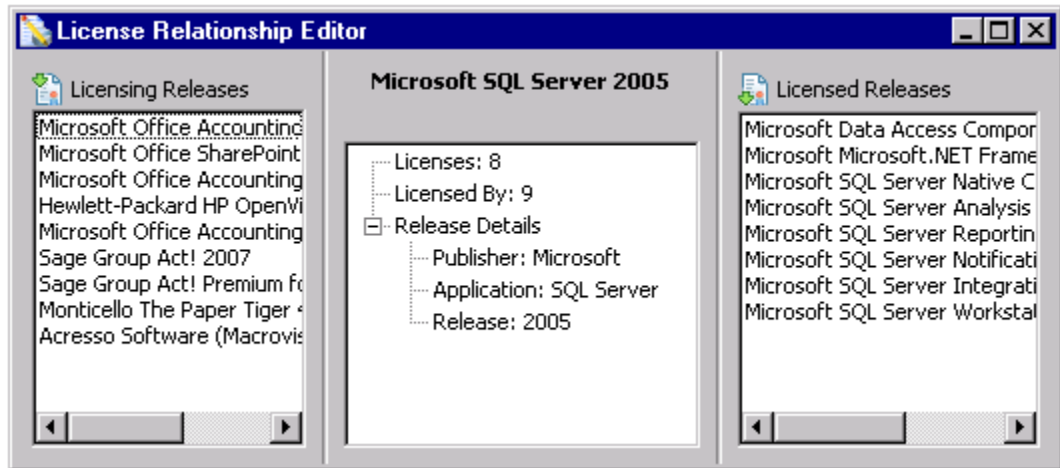 License Relationship Editor
Licensing Releases
Microsoft Office Accounting
Microsoft Office SharePoint
Microsoft Office Accounting
Hewlett-Packard HP OpenVi
Microsoft Office Accounting
Sage Group Act! 2007
Sage Group Act! Premium fo
Monticello The Paper Tiger 4
Acresso Software (Macrovis
Microsoft SQL Server 2005
Licenses: 8
Licensed By: 9
Release Details
Publisher: Microsoft
Application: SQL Server
Release: 2005
Licensed Releases
Microsoft Data Access Compor
Microsoft Microsoft.NET Frame
Microsoft SQL Server Native C
Microsoft SQL Server Analysis
Microsoft SQL Server Reportin
Microsoft SQL Server Notificati
Microsoft SQL Server Integrati
Microsoft SQL Server Workstal